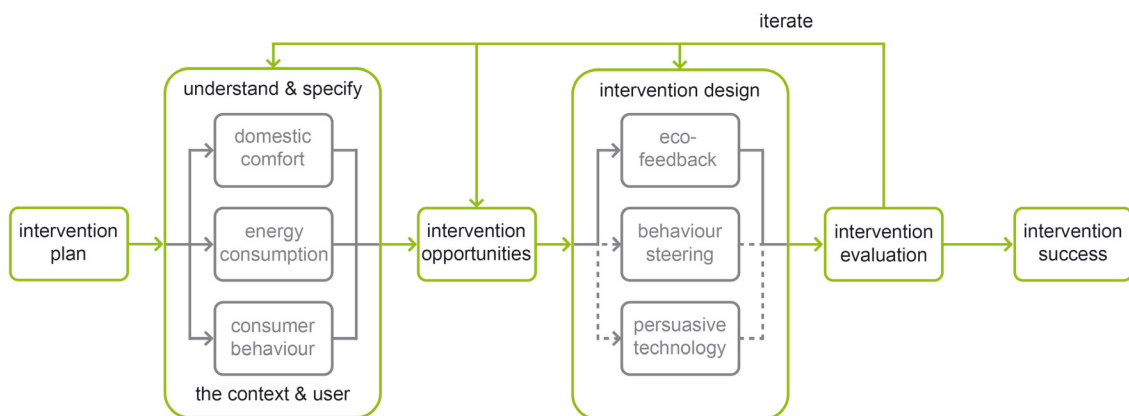 iterate
understand & specify
intervention design
domestic
comfort
eco-
feedback
intervention
plan
energy
consumption
intervention
opportunities
behaviour
steering
intervention
evaluation
intervention
success
consumer
behaviour
persuasive
technology
the context & user